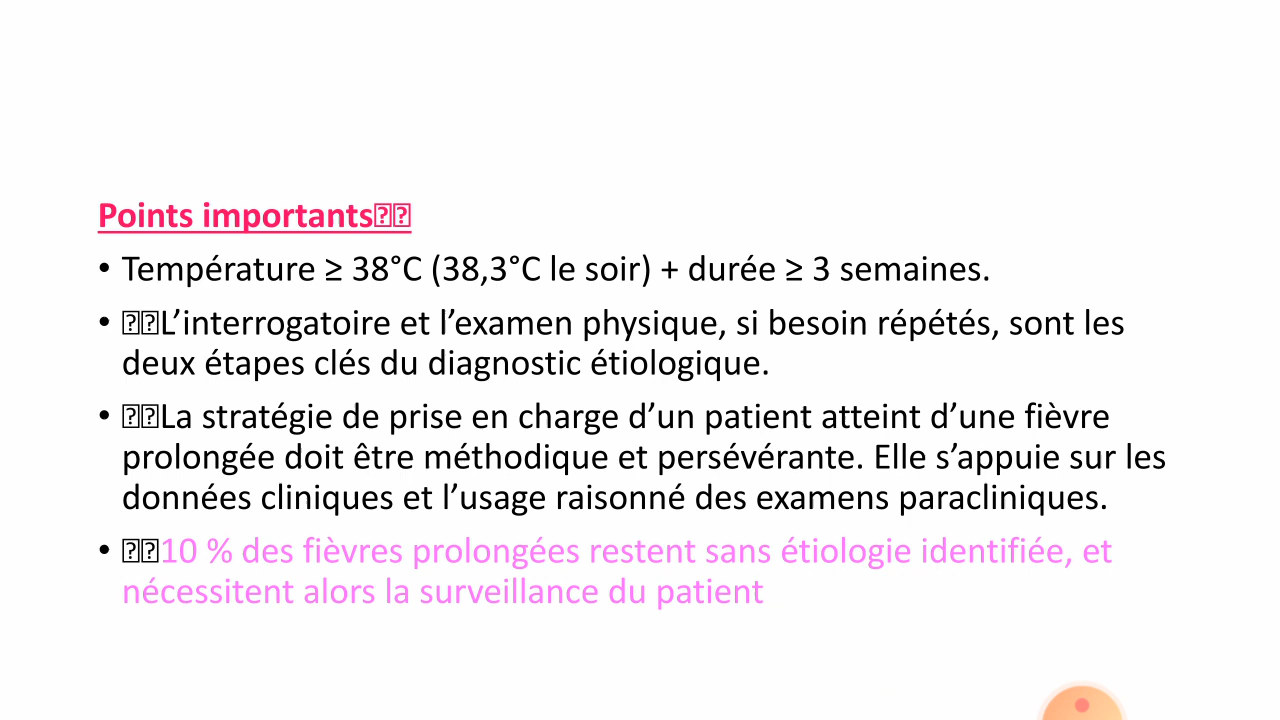 Points importants
• Température ≥ 38°C (38,3°C le soir) + durée ≥ 3 semaines.
• L’interrogatoire et l’examen physique, si besoin répétés, sont les
deux étapes clés du diagnostic étiologique.
• La stratégie de prise en charge d’un patient atteint d’une fièvre
prolongée doit être méthodique et persévérante. Elle s’appuie sur les
données cliniques et l’usage raisonné des examens paracliniques.
• 10 % des fièvres prolongées restent sans étiologie identifiée, et
nécessitent alors la surveillance du patient